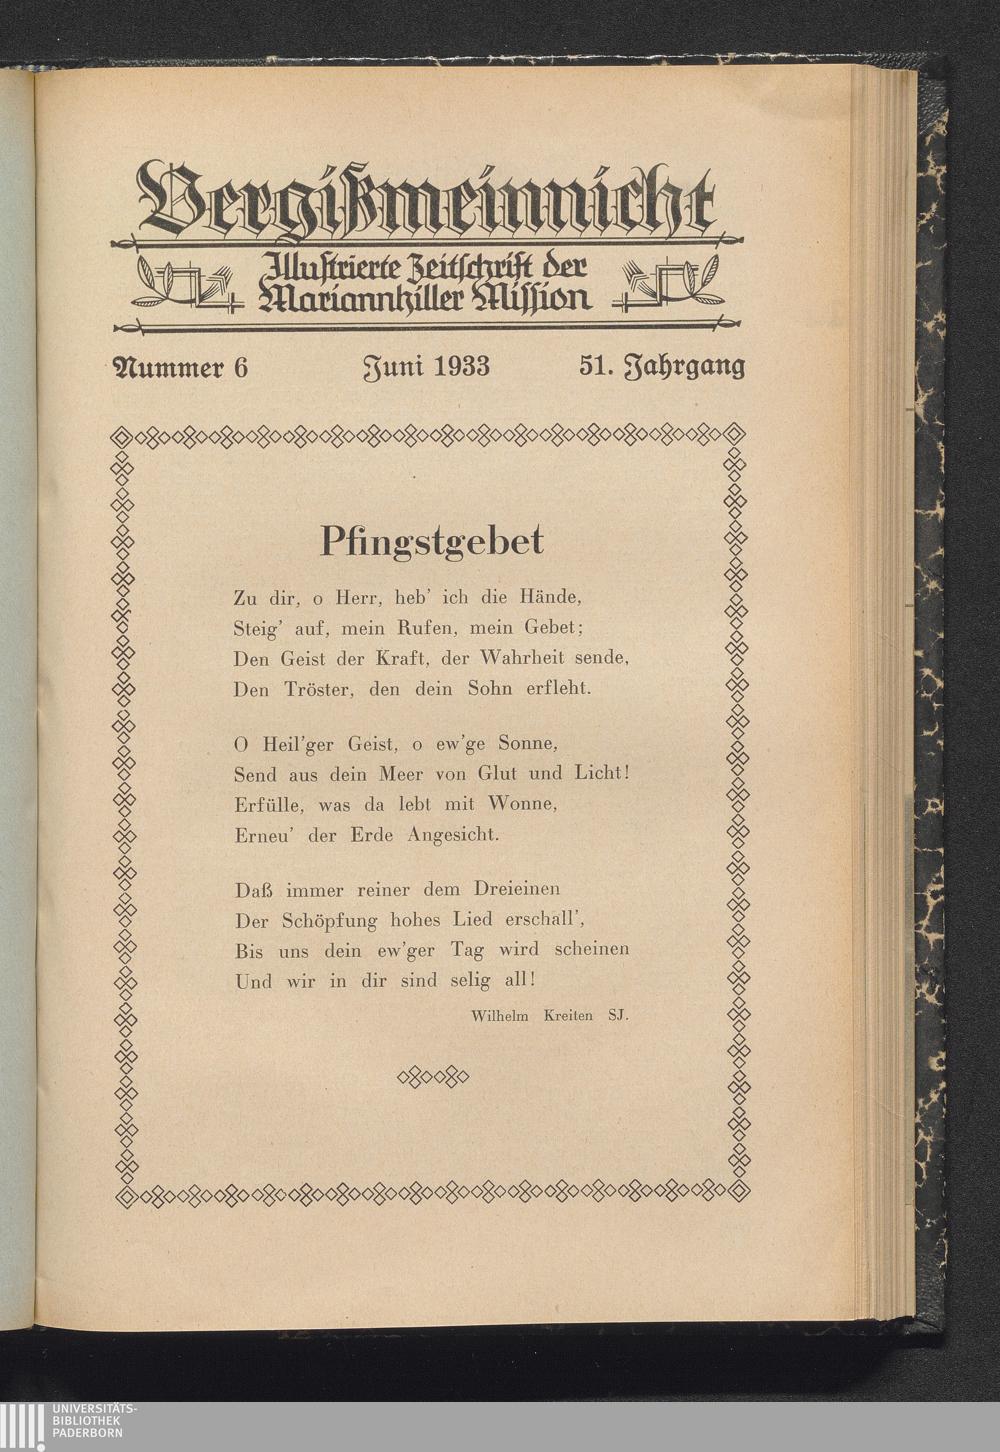 Vergißmeinnicht
Illustrierte Zeitschrift der
Mariannhiller Mission
Nummer 6 Juni 1933 51. Jahrgang
Pfingstgebet
Zu dir, o Herr, heb' ich die Hände,
Steig' auf, mein Rufen, mein Gebet;
Den Geist der Kraft, der Wahrheit sende,
Den Tröster, den dein Sohn erfleht.
O Heil'ger Geist, o ew'ge Sonne,
Send aus dein Meer von Glut und Licht!
Erfülle, was da lebt mit Wonne,
Erneu' der Erde Angesicht.
Daß immer reiner dem Dreieinen
Der Schöpfung hohes Lied erschall',
Bis uns dein ew'ger Tag wird scheinen
Und wir in dir sind selig all!
Wilhelm Kreiten SJ.
UNIVERSITÄTS-
BIBLIOTHEK
PADERBORN